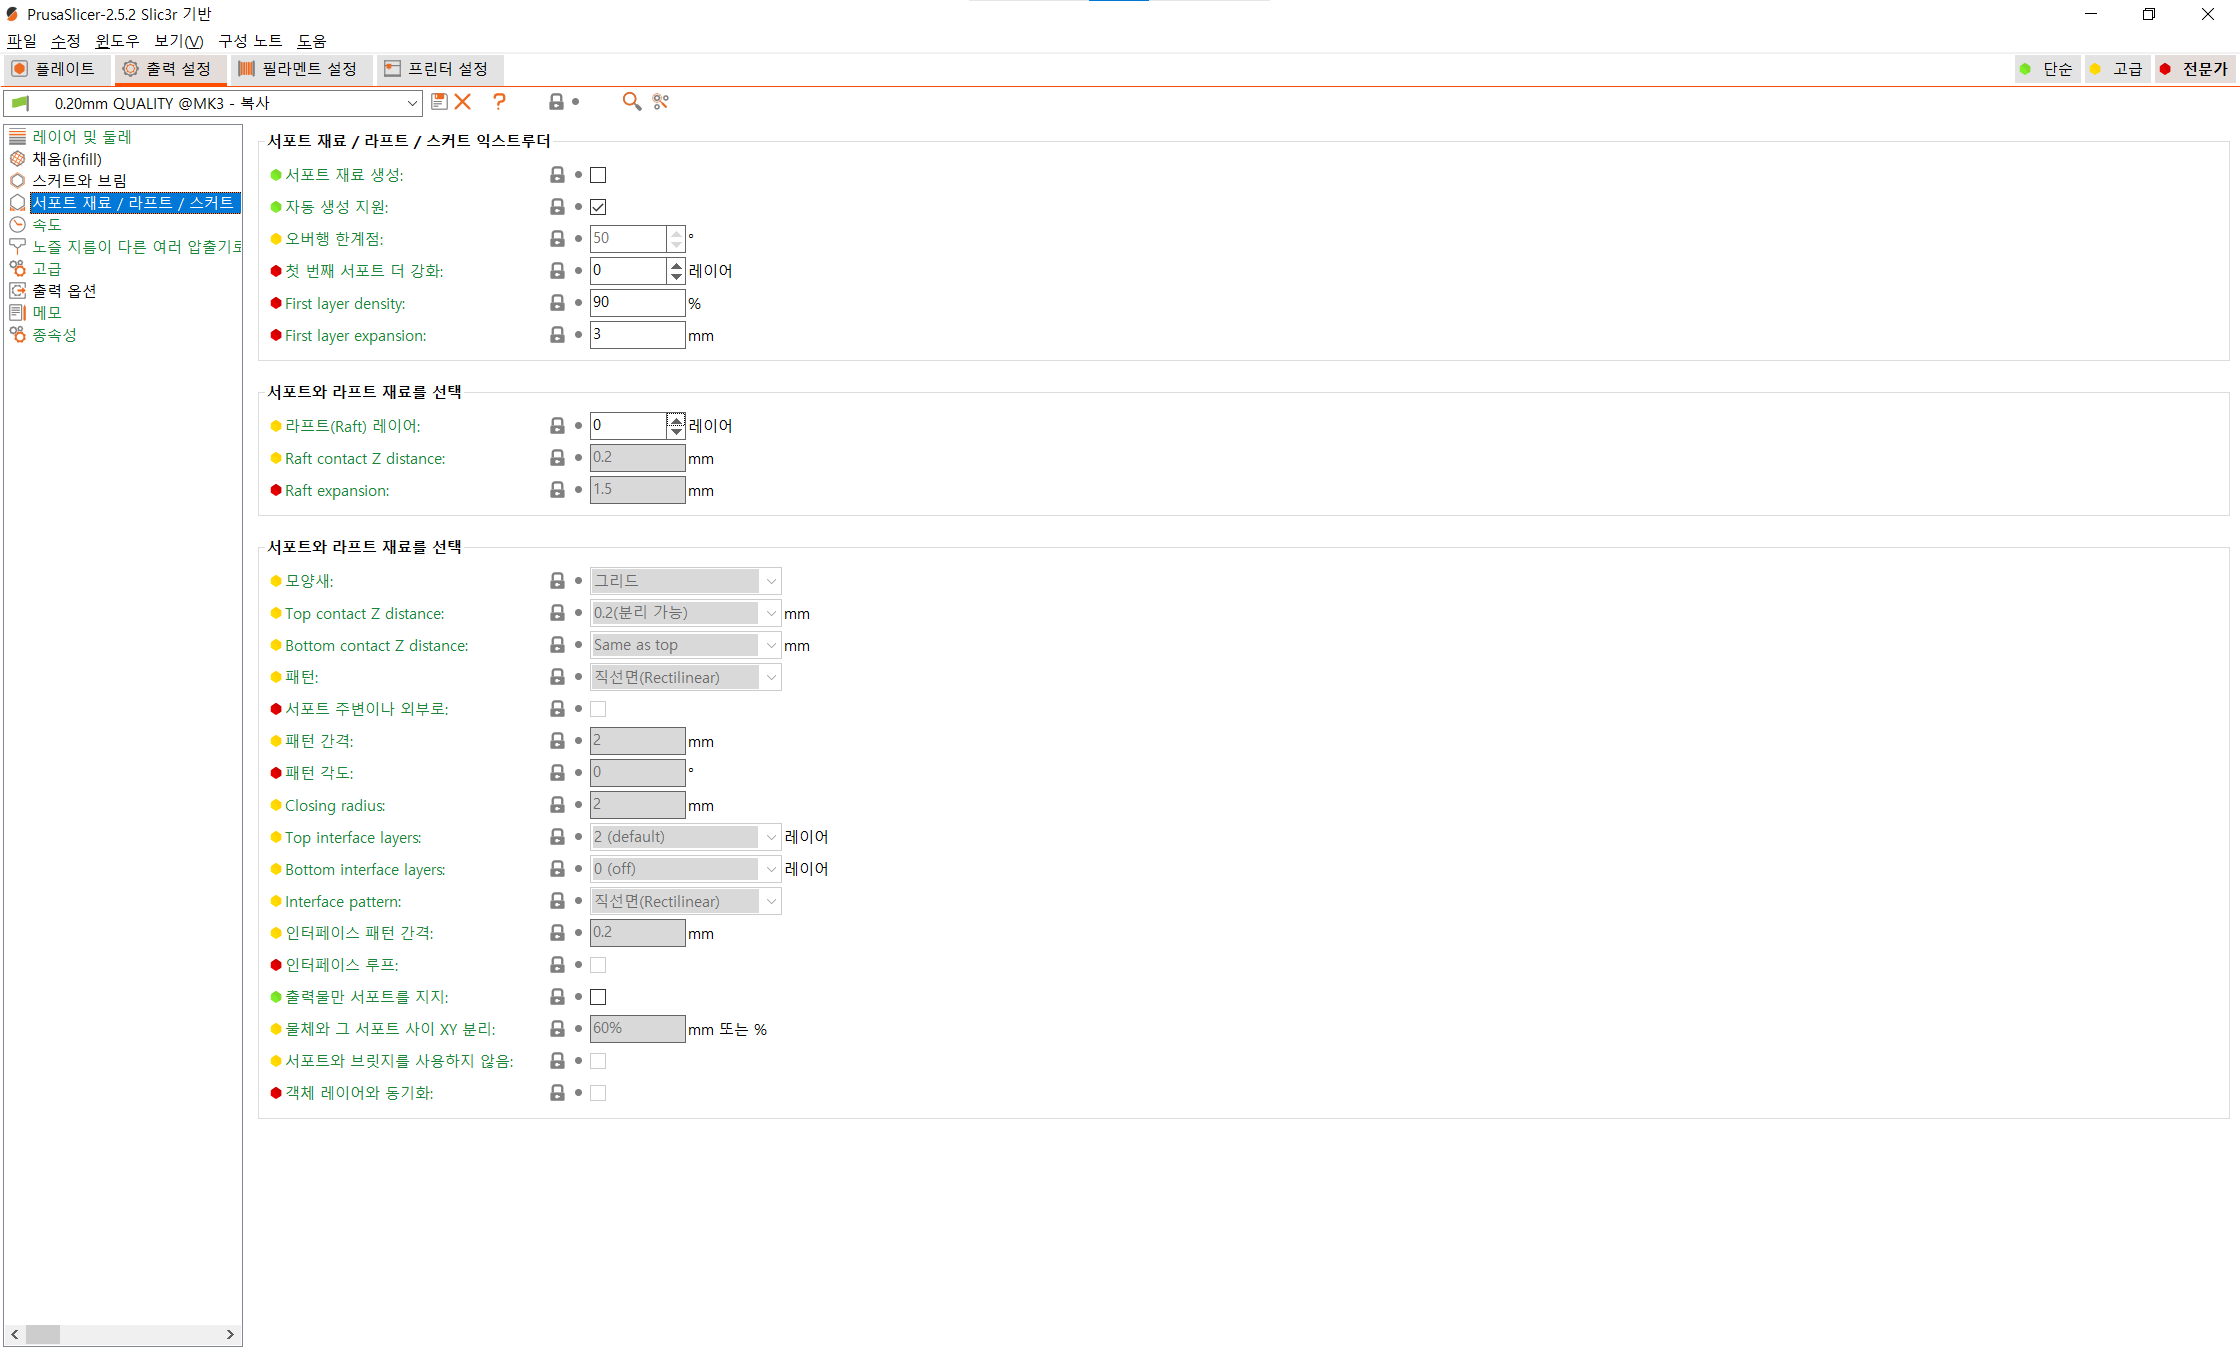 PrusaSlicer-2.5.2 Slic3r 기반
파일 수정 윈도우 보기(V) 구성 노트 도움
플레이트 출력 설정 필라멘트 설정 프린터 설정 단순 고급 전문가
0.20mm QUALITY @MK3 - 복사
레이어 및 둘레
채움(infill)
스커트와 브림
서포트 재료 / 라프트 / 스커트
속도
노즐 지름이 다른 여러 압출기로
고급
출력 옵션
메모
종속성
서포트 재료 / 라프트 / 스커트 익스트루더
서포트 재료 생성:
자동 생성 지원:
오버행 한계점: 50 °
첫 번째 서포트 더 강화: 0 레이어
First layer density: 90 %
First layer expansion: 3 mm
서포트와 라프트 재료를 선택
라프트(Raft) 레이어: 0 레이어
Raft contact Z distance: 0.2 mm
Raft expansion: 1.5 mm
서포트와 라프트 재료를 선택
모양새: 그리드
Top contact Z distance: 0.2(분리 가능) mm
Bottom contact Z distance: Same as top mm
패턴: 직선면(Rectilinear)
서포트 주변이나 외부로:
패턴 간격: 2 mm
패턴 각도: 0 °
Closing radius: 2 mm
Top interface layers: 2 (default) 레이어
Bottom interface layers: 0 (off) 레이어
Interface pattern: 직선면(Rectilinear)
인터페이스 패턴 간격: 0.2 mm
인터페이스 루프:
출력물만 서포트를 지지:
물체와 그 서포트 사이 XY 분리: 60% mm 또는 %
서포트와 브릿지를 사용하지 않음:
객체 레이어와 동기화: